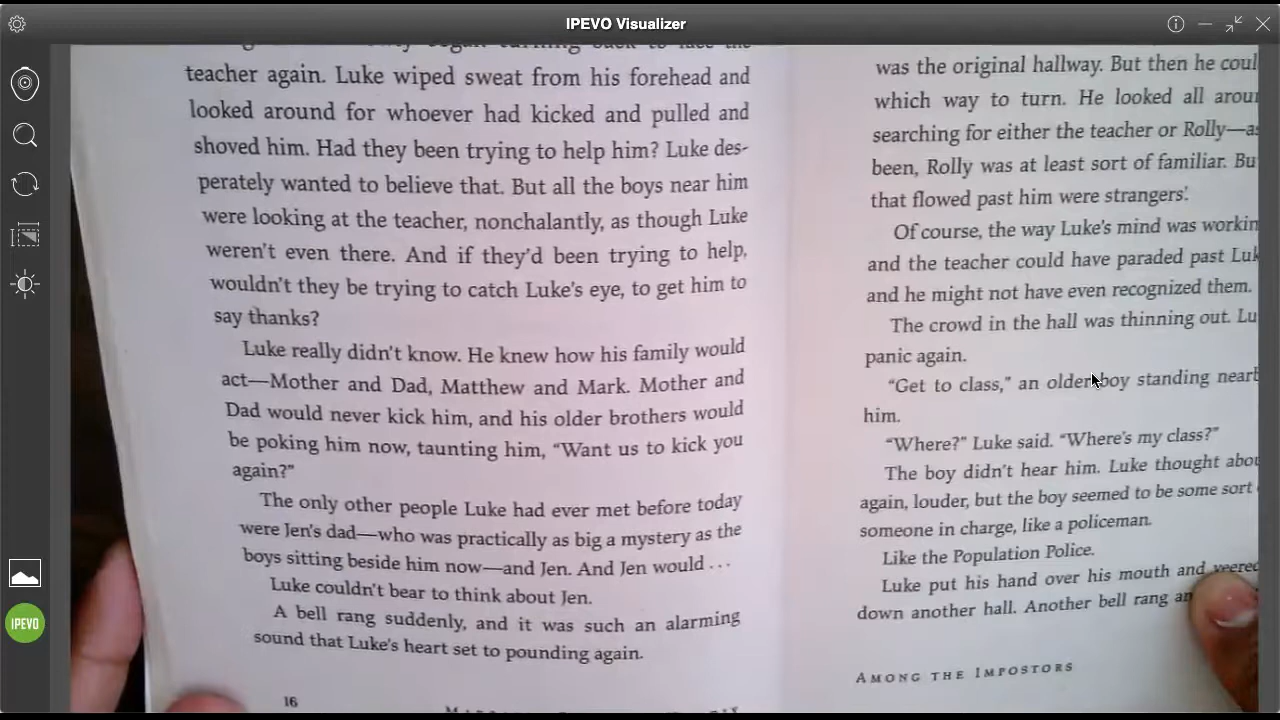 IPEVO Visualizer
teacher again. Luke wiped sweat from his forehead and
looked around for whoever had kicked and pulled and
shoved him. Had they been trying to help him? Luke des-
perately wanted to believe that. But all the boys near him
were looking at the teacher, nonchalantly, as though Luke
weren't even there. And if they'd been trying to help,
wouldn't they be trying to catch Luke's eye, to get him to
say thanks?
Luke really didn't know. He knew how his family would
act—Mother and Dad, Matthew and Mark. Mother and
Dad would never kick him, and his older brothers would
be poking him now, taunting him, "Want us to kick you
again?"
The only other people Luke had ever met before today
were Jen's dad—who was practically as big a mystery as the
boys sitting beside him now—and Jen. And Jen would . . .
Luke couldn't bear to think about Jen.
A bell rang suddenly, and it was such an alarming
sound that Luke's heart set to pounding again.
16
was the original hallway. But then he coul
which way to turn. He looked all arou
searching for either the teacher or Rolly—as
been, Rolly was at least sort of familiar. Bu
that flowed past him were strangers.
Of course, the way Luke's mind was workin
and the teacher could have paraded past Luk
and he might not have even recognized them.
The crowd in the hall was thinning out. Lu
panic again.
"Get to class," an older boy standing nearb
him.
"Where?" Luke said. "Where's my class?"
The boy didn't hear him. Luke thought abou
again, louder, but the boy seemed to be some sort
someone in charge, like a policeman.
Like the Population Police.
Luke put his hand over his mouth and veered
down another hall. Another bell rang an
AMONG THE IMPOSTORS
IPEVO